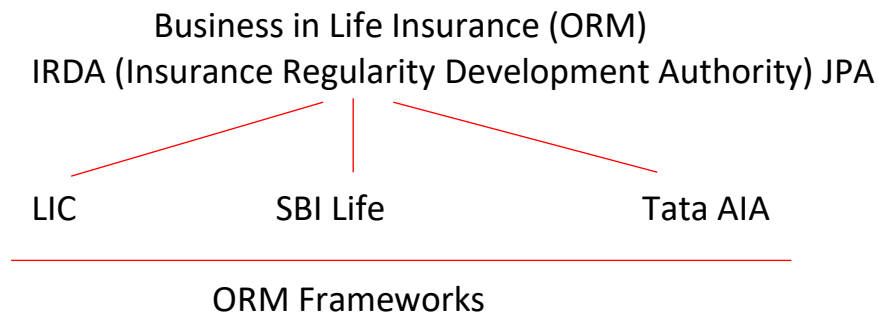 Business in Life Insurance (ORM)
IRDA (Insurance Regularity Development Authority) JPA
LIC SBI Life Tata AIA
ORM Frameworks